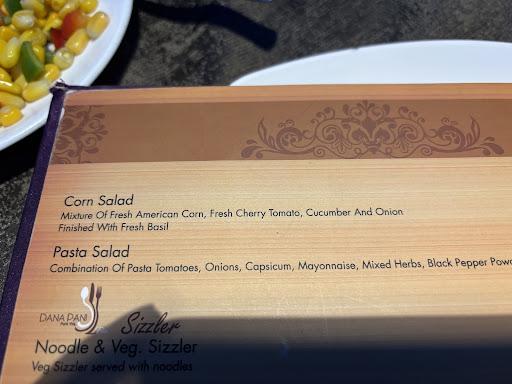 Corn Salad
Mixture Of Fresh American Corn, Fresh Cherry Tomato, Cucumber And Onion
Finished With Fresh Basil
Pasta Salad
Combination Of Pasta Tomatoes, Onions, Capsicum, Mayonnaise, Mixed Herbs, Black Pepper Powd
DANA PANI
Sizzler
Noodle & Veg. Sizzler
Veg Sizzler served with noodles